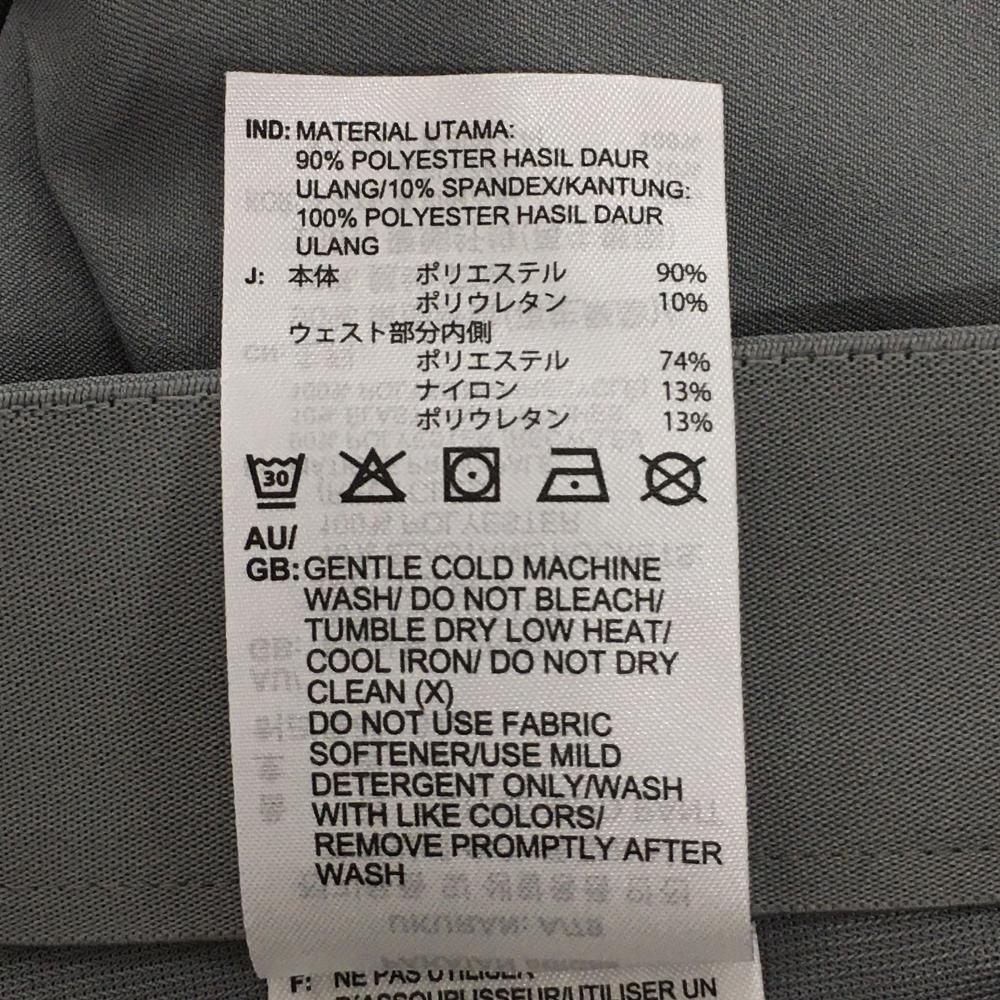 IND: MATERIAL UTAMA:
90% POLYESTER HASIL DAUR
ULANG/10% SPANDEX/KANTUNG:
100% POLYESTER HASIL DAUR
ULANG
J: 本体 ポリエステル 90%
ポリウレタン 10%
ウェスト部分内側
ポリエステル 74%
ナイロン 13%
ポリウレタン 13%
30
AU/
GB: GENTLE COLD MACHINE
WASH/ DO NOT BLEACH/
TUMBLE DRY LOW HEAT/
COOL IRON/ DO NOT DRY
CLEAN (X)
DO NOT USE FABRIC
SOFTENER/USE MILD
DETERGENT ONLY/WASH
WITH LIKE COLORS/
REMOVE PROMPTLY AFTER
WASH
F: NE PAS UTILISER
D'ASSOUPLISSEUR/UTILISER UN